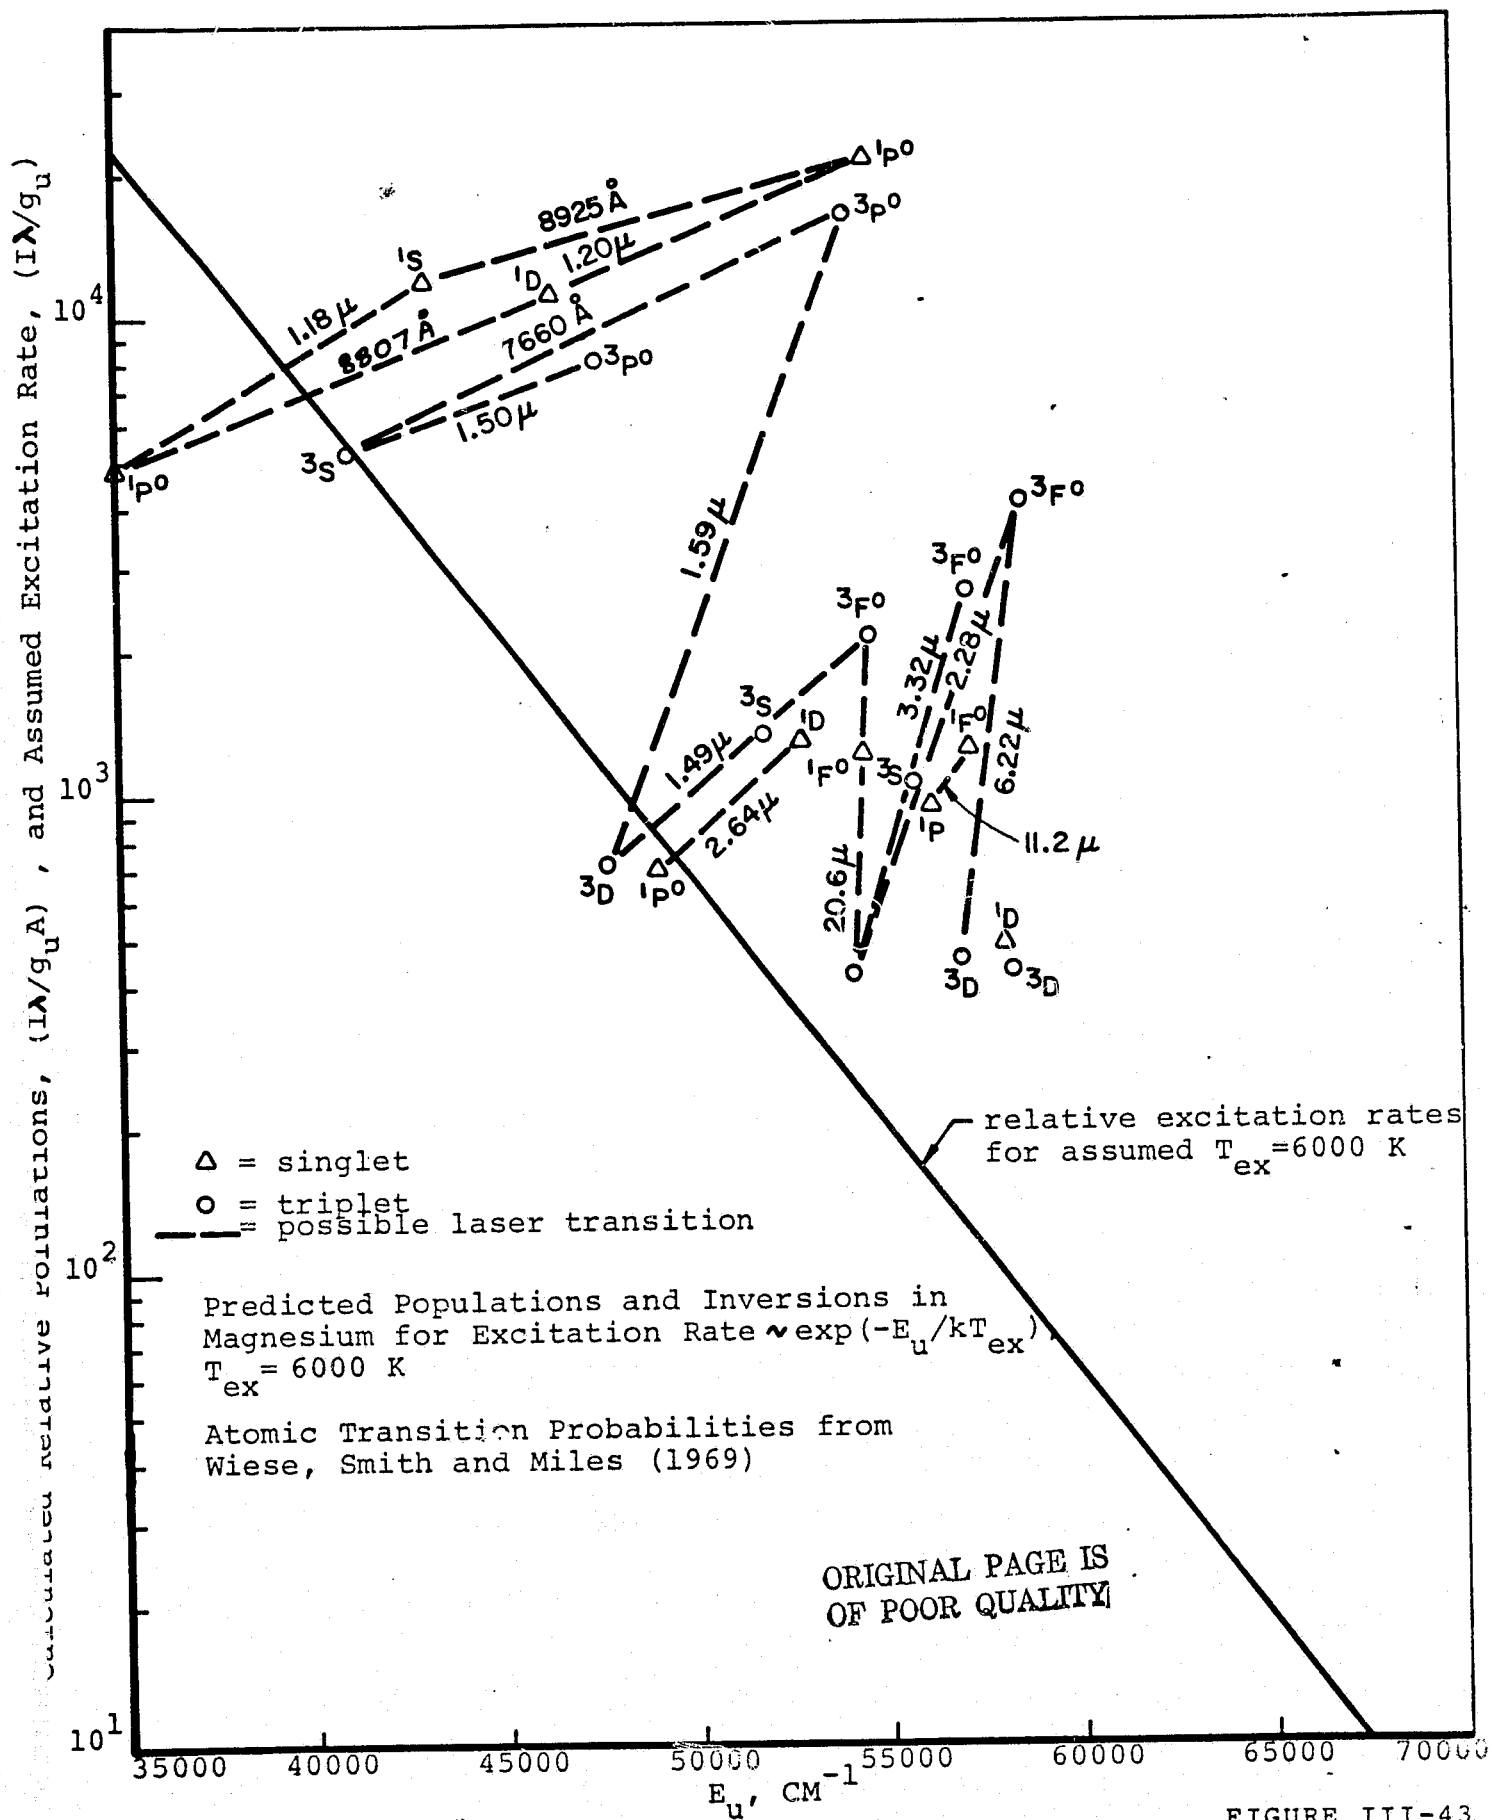 Calculated Relative Populations, (Iλ/g_uA) , and Assumed Excitation Rate, (Iλ/g_u)
10^4
10^3
10^2
10^1
¹P⁰
³P⁰
8925 Å
¹S
1.20μ
¹D
1.18μ
7660 Å
8807 Å
³P⁰
1.50μ
³S
¹P⁰
³F⁰
1.59μ
³F⁰
³F⁰
3.32μ
2.28μ
³S
¹D
¹F⁰
1.49μ
¹F⁰
³S
6.22μ
2.64μ
¹P
11.2μ
³D
¹P⁰
20.6μ
¹D
³D
³D
relative excitation rates
for assumed T_ex=6000 K
Δ = singlet
O = triplet
— — = possible laser transition
Predicted Populations and Inversions in
Magnesium for Excitation Rate ~ exp(-E_u/kT_ex),
T_ex= 6000 K
Atomic Transition Probabilities from
Wiese, Smith and Miles (1969)
ORIGINAL PAGE IS
OF POOR QUALITY
35000 40000 45000 50000 55000 60000 65000 70000
E_u, CM^-1
FIGURE III-43